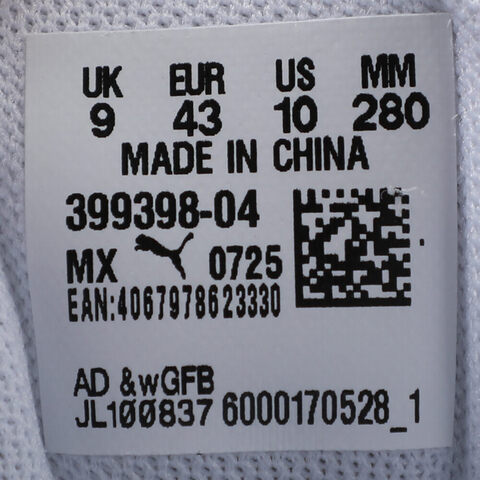 UK EUR US MM
9 43 10 280
MADE IN CHINA
399398-04
MX 0725
EAN:4067978623330
AD &wGFB
JL100837 6000170528_1